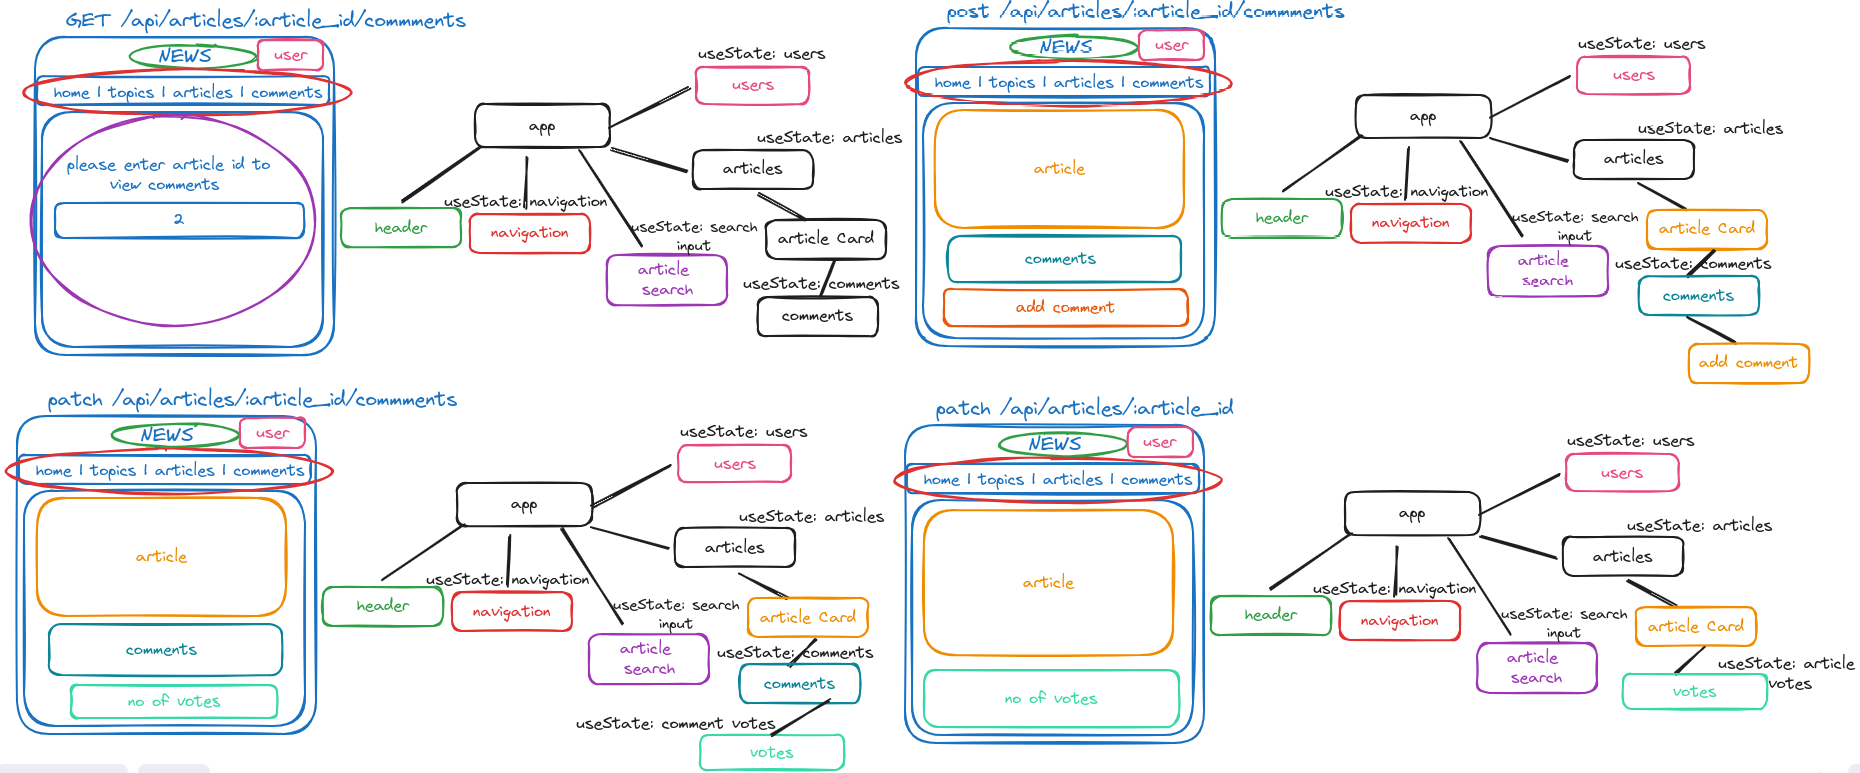 GET /api/articles/:article_id/commments
NEWS
user
home | topics | articles | comments
please enter article id to
view comments
2
useState: users
users
app
useState: articles
articles
useState: navigation
header
navigation
useState: search
input
article
search
article Card
useState: comments
comments
post /api/articles/:article_id/commments
NEWS
user
home | topics | articles | comments
article
comments
add comment
useState: users
users
app
useState: articles
articles
useState: navigation
header
navigation
useState: search
input
article
search
article Card
useState: comments
comments
add comment
patch /api/articles/:article_id/commments
NEWS
user
home | topics | articles | comments
article
comments
no of votes
useState: users
users
app
useState: articles
articles
useState: navigation
header
navigation
useState: search
input
article
search
article Card
useState: comments
comments
useState: comment votes
votes
patch /api/articles/:article_id
NEWS
user
home | topics | articles | comments
article
no of votes
useState: users
users
app
useState: articles
articles
useState: navigation
header
navigation
useState: search
input
article
search
article Card
useState: article
votes
votes